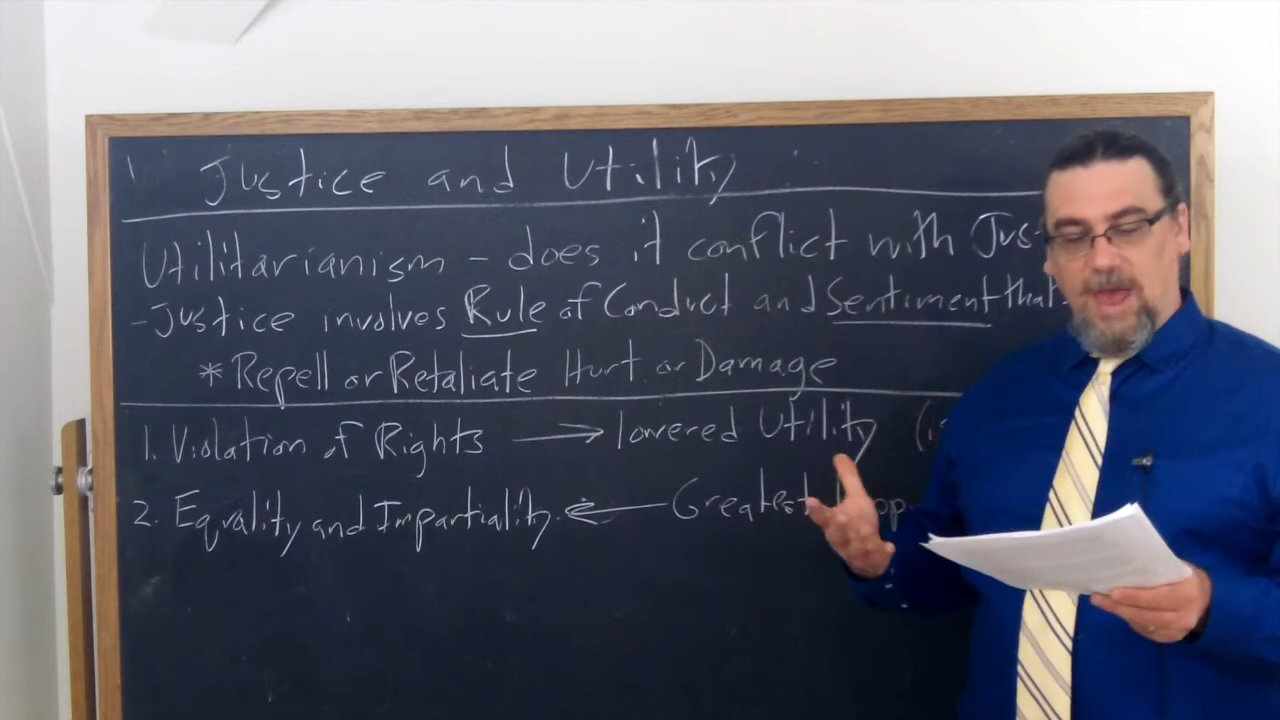 Justice and Utility
Utilitarianism - does it conflict with Jus
- Justice involves Rule of Conduct and Sentiment that
* Repell or Retaliate Hurt or Damage
1. Violation of Rights → lowered Utility (i
2. Equality and Impartiality. ← Greatest